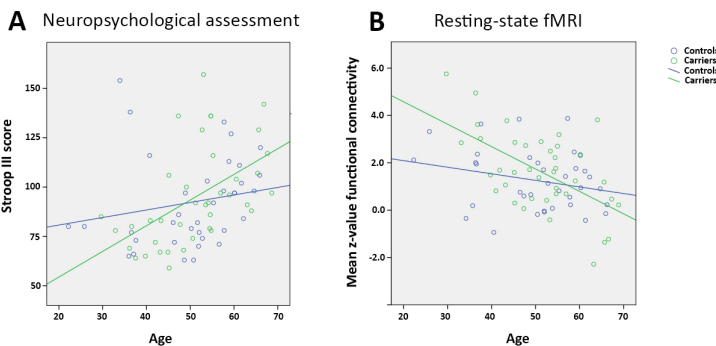 A Neuropsychological assessment
Stroop III score
150
125
100
75
50
20 30 40 50 60 70
Age
B Resting-state fMRI
Mean z-value functional connectivity
6.0
4.0
2.0
0.0
-2.0
20 30 40 50 60 70
Age
Controls
Carriers
Controls
Carriers